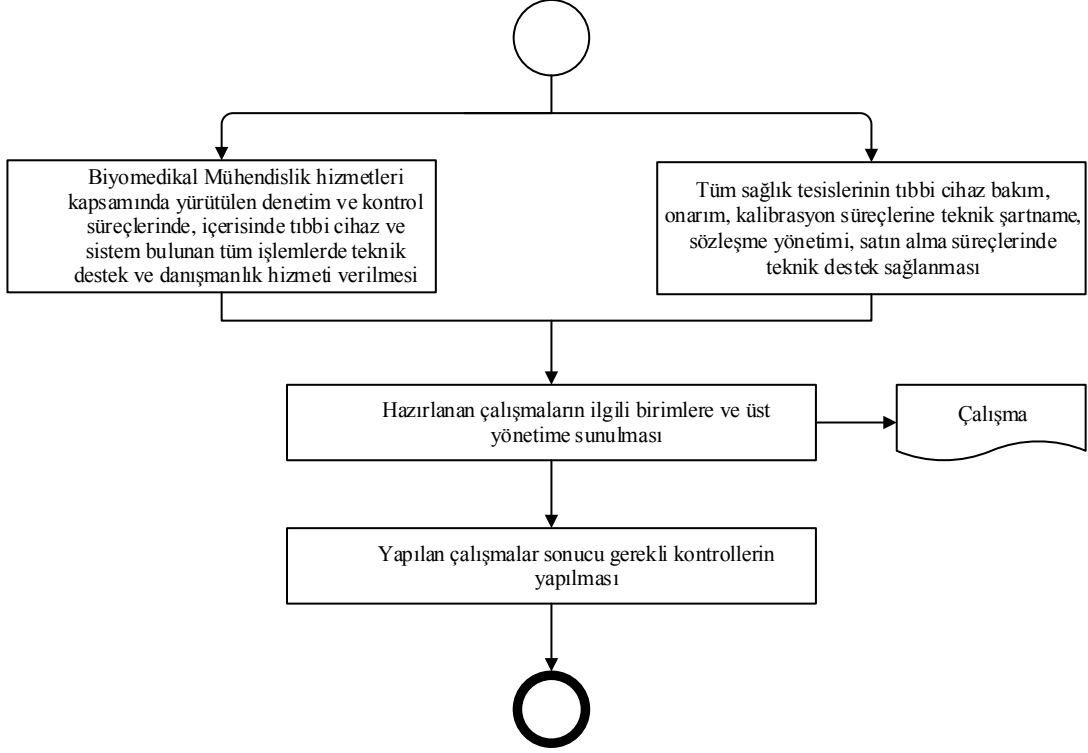 Biyomedikal Mühendislik hizmetleri
kapsamında yürütülen denetim ve kontrol
süreçlerinde, içerisinde tıbbi cihaz ve
sistem bulunan tüm işlemlerde teknik
destek ve danışmanlık hizmeti verilmesi
Tüm sağlık tesislerinin tıbbi cihaz bakım,
onarım, kalibrasyon süreçlerine teknik şartname,
sözleşme yönetimi, satın alma süreçlerinde
teknik destek sağlanması
Hazırlanan çalışmaların ilgili birimlere ve üst
yönetime sunulması
Çalışma
Yapılan çalışmalar sonucu gerekli kontrollerin
yapılması